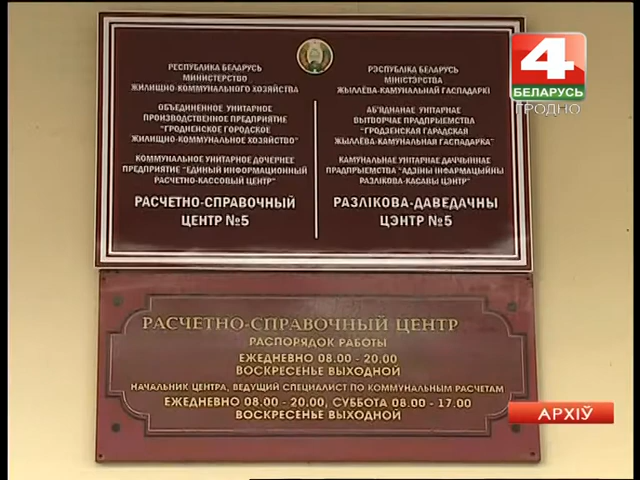 РЕСПУБЛИКА БЕЛАРУСЬ
МИНИСТЕРСТВО
ЖИЛИЩНО-КОММУНАЛЬНОГО ХОЗЯЙСТВА
ОБЪЕДИНЕННОЕ УНИТАРНОЕ
ПРОИЗВОДСТВЕННОЕ ПРЕДПРИЯТИЕ
"ГРОДНЕНСКОЕ ГОРОДСКОЕ
ЖИЛИЩНО-КОММУНАЛЬНОЕ ХОЗЯЙСТВО"
КОММУНАЛЬНОЕ УНИТАРНОЕ ДОЧЕРНЕЕ
ПРЕДПРИЯТИЕ "ЕДИНЫЙ ИНФОРМАЦИОННЫЙ
РАСЧЕТНО-КАССОВЫЙ ЦЕНТР"
РАСЧЕТНО-СПРАВОЧНЫЙ
ЦЕНТР №5
РЭСПУБЛІКА БЕЛАРУСЬ
МІНІСТЭРСТВА
ЖЫЛЛЁВА-КАМУНАЛЬНАЙ ГАСПАДАРКІ
АБ'ЯДНАНАЕ УНІТАРНАЕ
ВЫТВОРЧАЕ ПРАДПРЫЕМСТВА
"ГРОДЗЕНСКАЯ ГАРАДСКАЯ
ЖЫЛЛЁВА-КАМУНАЛЬНАЯ ГАСПАДАРКА"
КАМУНАЛЬНАЕ УНІТАРНАЕ ДАЧЧЫНАЕ
ПРАДПРЫЕМСТВА "АДЗІНЫ ІНФАРМАЦЫЙНЫ
РАЗЛІКОВА-КАСАВЫ ЦЭНТР"
РАЗЛІКОВА-ДАВЕДАЧНЫ
ЦЭНТР №5
4
БЕЛАРУСЬ
ГРОДНО
РАСЧЕТНО-СПРАВОЧНЫЙ ЦЕНТР
РАСПОРЯДОК РАБОТЫ
ЕЖЕДНЕВНО 08.00 - 20.00
ВОСКРЕСЕНЬЕ ВЫХОДНОЙ
НАЧАЛЬНИК ЦЕНТРА, ВЕДУЩИЙ СПЕЦИАЛИСТ ПО КОММУНАЛЬНЫМ РАСЧЕТАМ
ЕЖЕДНЕВНО 08.00 - 20.00, СУББОТА 08.00 - 17.00
ВОСКРЕСЕНЬЕ ВЫХОДНОЙ
АРХІЎ